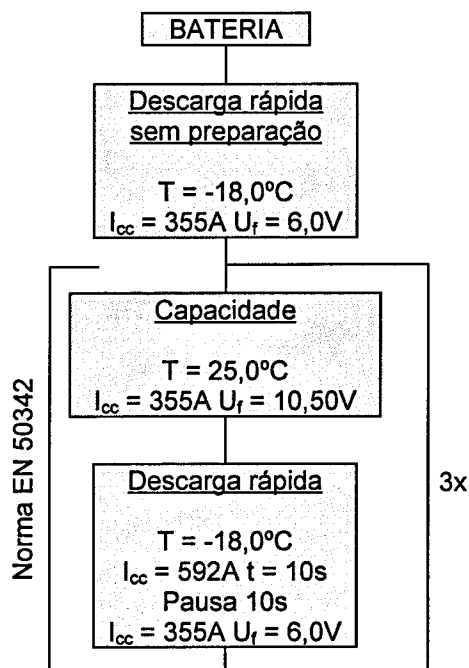 BATERIA
Descarga rápida
sem preparação
T = -18,0ºC
Icc = 355A Uf = 6,0V
Capacidade
T = 25,0ºC
Icc = 355A Uf = 10,50V
Descarga rápida
T = -18,0ºC
Icc = 592A t = 10s
Pausa 10s
Icc = 355A Uf = 6,0V
Norma EN 50342
3x